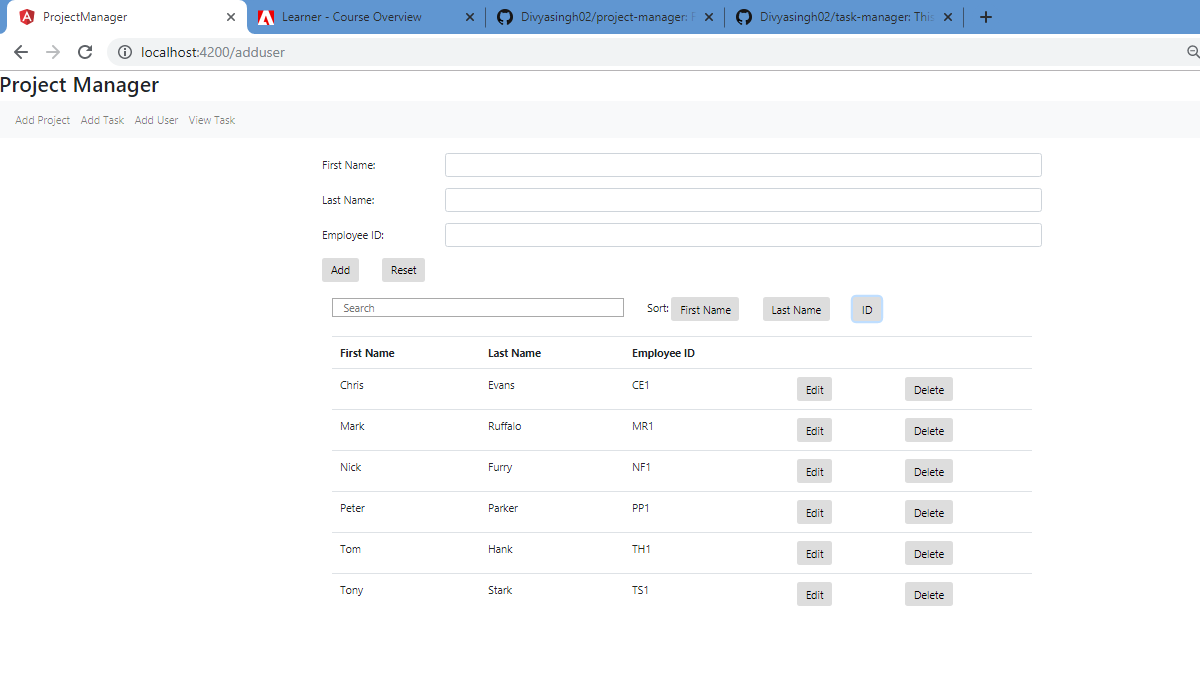 ProjectManager
Learner - Course Overview
Divyasingh02/project-manager:
Divyasingh02/task-manager: This
localhost:4200/adduser
Project Manager
Add Project Add Task Add User View Task
First Name:
Last Name:
Employee ID:
Add Reset
Search Sort: First Name Last Name ID
First Name Last Name Employee ID
Chris Evans CE1 Edit Delete
Mark Ruffalo MR1 Edit Delete
Nick Furry NF1 Edit Delete
Peter Parker PP1 Edit Delete
Tom Hank TH1 Edit Delete
Tony Stark TS1 Edit Delete